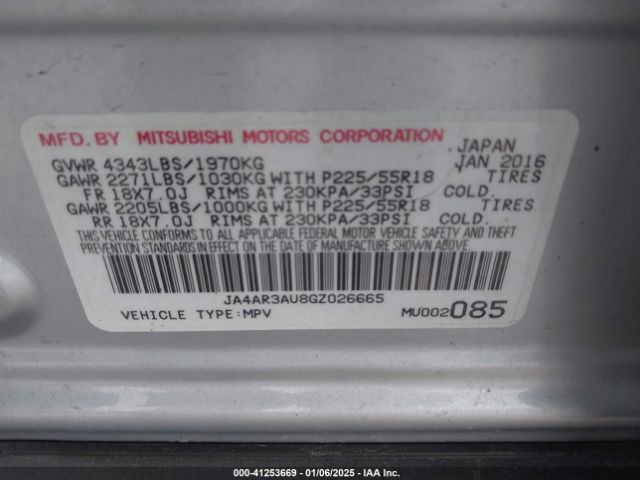 MFD. BY MITSUBISHI MOTORS CORPORATION JAPAN
GVWR 4343LBS/1970KG JAN 2016
GAWR 2271LBS/1030KG WITH P225/55R18 TIRES
FR 18X7.0J RIMS AT 230KPA/33PSI COLD.
GAWR 2205LBS/1000KG WITH P225/55R18 TIRES
RR 18X7.0J RIMS AT 230KPA/33PSI COLD.
THIS VEHICLE CONFORMS TO ALL APPLICABLE FEDERAL MOTOR VEHICLE SAFETY AND THEFT
PREVENTION STANDARDS IN EFFECT ON THE DATE OF MANUFACTURE SHOWN ABOVE.
JA4AR3AU8GZ026665
VEHICLE TYPE:MPV MU002085
000-41253669 - 01/06/2025 - IAA, Inc.